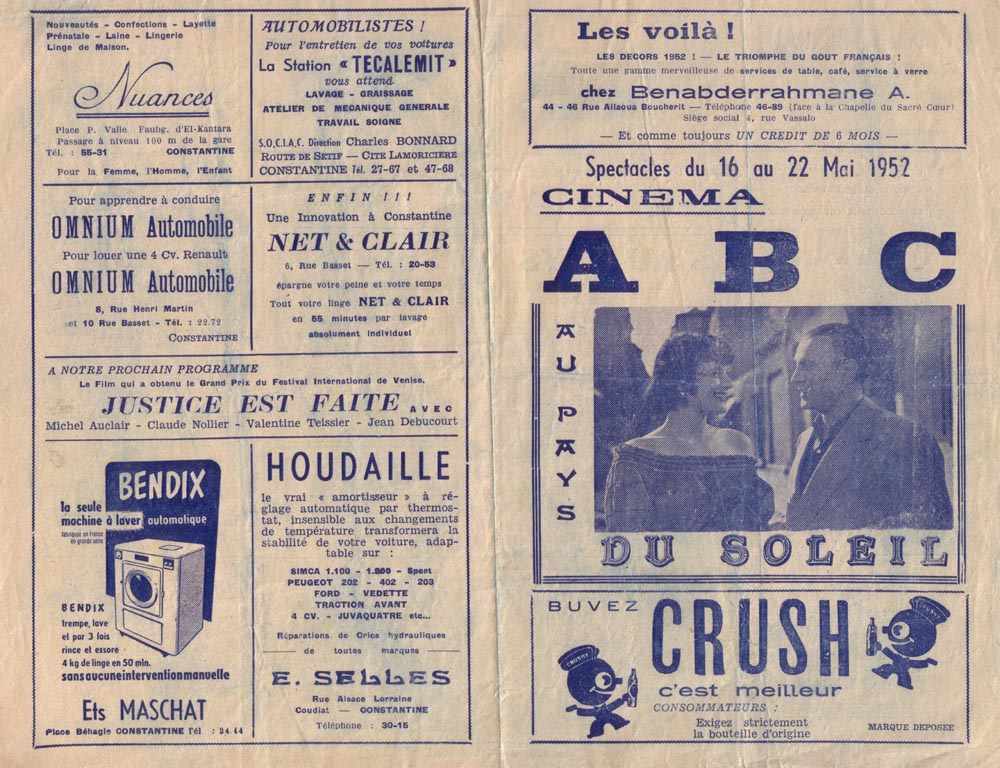 Nouveautés - Confections - Layette
Prénatale - Laine - Lingerie
Linge de Maison.
Nuances
Place P. Valle Faubg. d'El-Kantara
Passage à niveau 100 m de la gare
Tél. : 55-31 CONSTANTINE
Pour la Femme, l'Homme, l'Enfant
AUTOMOBILISTES !
Pour l'entretien de vos voitures
La Station « TECALEMIT »
vous attend
LAVAGE - GRAISSAGE
ATELIER DE MECANIQUE GENERALE
TRAVAIL SOIGNE
S.O.C.I.A.C. Direction Charles BONNARD
ROUTE DE SETIF — CITE LAMORICIERE
CONSTANTINE Tél. 27-67 et 47-68
Pour apprendre à conduire
OMNIUM Automobile
Pour louer une 4 Cv. Renault
OMNIUM Automobile
8, Rue Henri Martin
et 10 Rue Basset - Tél. : 22.72
CONSTANTINE
ENFIN !!!
Une Innovation à Constantine
NET & CLAIR
6, Rue Basset — Tél. : 20-53
épargne votre peine et votre temps
Tout votre linge NET & CLAIR
en 55 minutes par lavage
absolument individuel
A NOTRE PROCHAIN PROGRAMME
Le Film qui a obtenu le Grand Prix du Festival International de Venise.
JUSTICE EST FAITE AVEC
Michel Auclair - Claude Nollier - Valentine Teissier - Jean Debucourt
BENDIX
la seule
machine à laver automatique
fabriquée en France
en grande série
BENDIX
trempe, lave
et par 3 fois
rince et essore
4 kg de linge en 50 min.
sans aucune intervention manuelle
Ets MASCHAT
Place Béhagle CONSTANTINE Tél : 34 44
HOUDAILLE
le vrai « amortisseur » à ré-
glage automatique par thermos-
tat, insensible aux changements
de température transformera la
stabilité de votre voiture, adap-
table sur :
SIMCA 1.100 - 1.200 - Sport
PEUGEOT 202 - 402 - 203
FORD - VEDETTE
TRACTION AVANT
4 CV. - JUVAQUATRE etc...
Réparations de Crics hydrauliques
de toutes marques
E. SELLES
Rue Alsace Lorraine
Coudiat — CONSTANTINE
Téléphone : 30-15
Les voilà !
LES DECORS 1952 ! — LE TRIOMPHE DU GOUT FRANÇAIS !
Toute une gamme merveilleuse de services de table, café, service à verre
chez Benabderrahmane A.
44 - 46 Rue Allaoua Boucherit — Téléphone 46-89 (face à la Chapelle du Sacré Cœur)
Siège social 4, rue Vassalo
— Et comme toujours UN CREDIT DE 6 MOIS —
Spectacles du 16 au 22 Mai 1952
CINEMA
ABC
AU PAYS
DU SOLEIL
BUVEZ
CRUSH
CRUSHY
c'est meilleur
CONSOMMATEURS :
Exigez strictement
la bouteille d'origine
MARQUE DEPOSEE